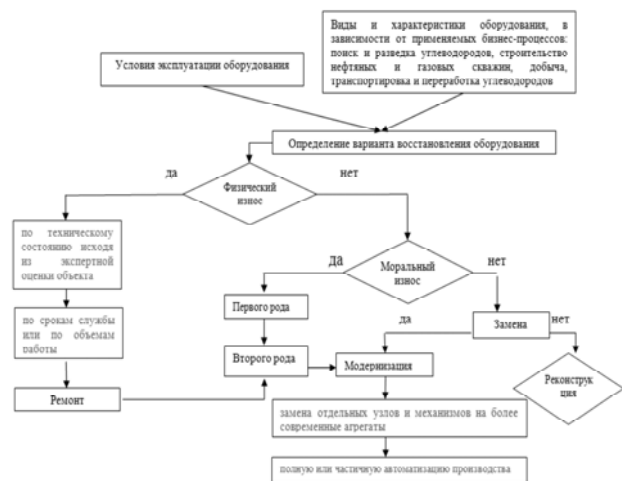 Виды и характеристики оборудования, в
зависимости от применяемых бизнес-процессов:
поиск и разведка углеводородов, строительство
нефтяных и газовых скважин, добыча,
транспортировка и переработка углеводородов
Условия эксплуатации оборудования
Определение варианта восстановления оборудования
да
нет
Физический
износ
по техническому
состоянию исходя
из экспертной
оценки объекта
да
Моральный
износ
нет
Первого рода
по срокам службы
или по объемам
работы
да
Замена
нет
Второго рода
Модернизация
Реконструк
ция
Ремонт
замена отдельных узлов и механизмов на более
современные агрегаты
полную или частичную автоматизацию производства